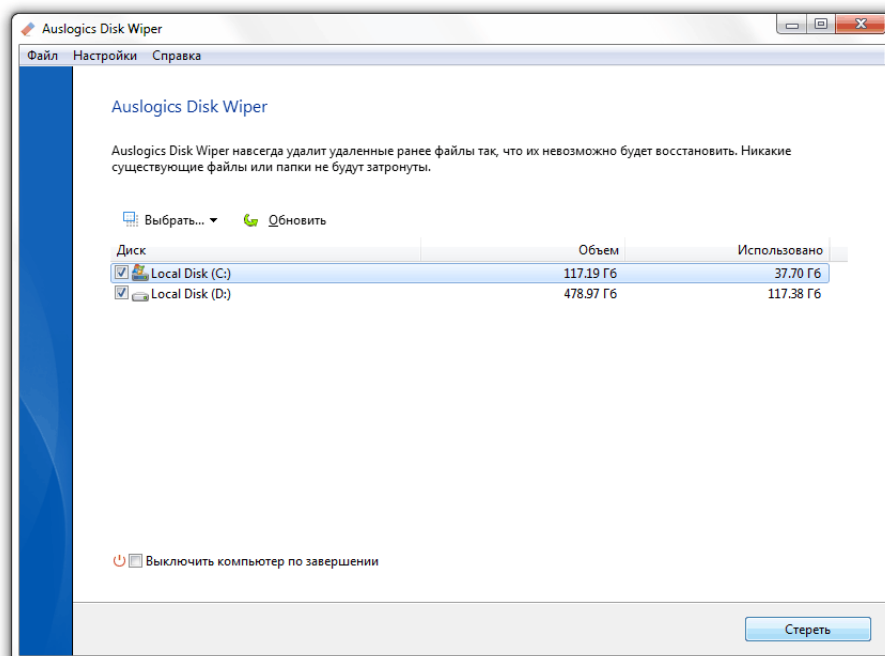 Auslogics Disk Wiper
Файл Настройки Справка
Auslogics Disk Wiper
Auslogics Disk Wiper навсегда удалит удаленные ранее файлы так, что их невозможно будет восстановить. Никакие
существующие файлы или папки не будут затронуты.
Выбрать... Обновить
Диск Объем Использовано
Local Disk (C:) 117.19 Гб 37.70 Гб
Local Disk (D:) 478.97 Гб 117.38 Гб
Выключить компьютер по завершении
Стереть